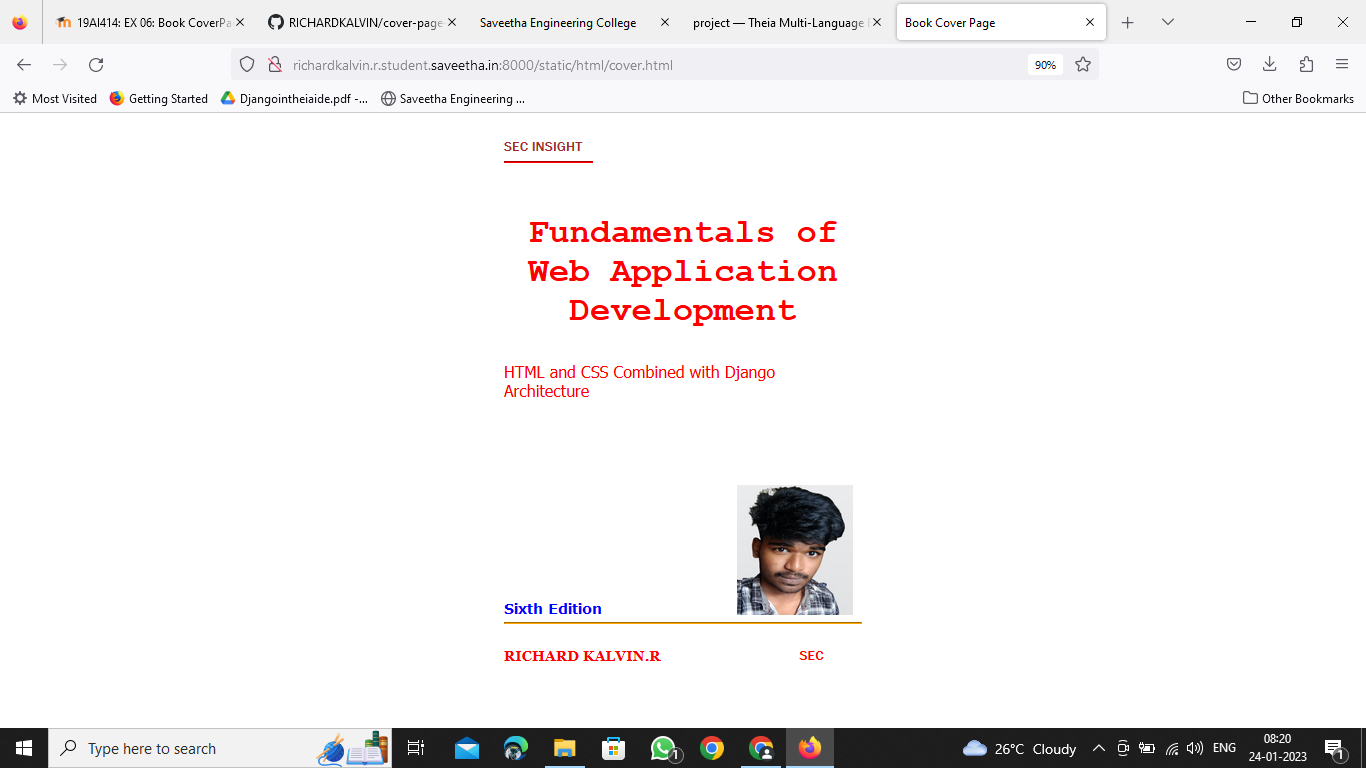 19AI414: EX 06: Book CoverPa
RICHARDKALVIN/cover-page
Saveetha Engineering College
project — Theia Multi-Language
Book Cover Page
richardkalvin.r.student.saveetha.in:8000/static/html/cover.html
90%
Most Visited
Getting Started
Djangointheiaide.pdf -...
Saveetha Engineering ...
Other Bookmarks
SEC INSIGHT
Fundamentals of
Web Application
Development
HTML and CSS Combined with Django
Architecture
Sixth Edition
RICHARD KALVIN.R
SEC
Type here to search
1
26°C Cloudy
ENG
08:20
24-01-2023
1